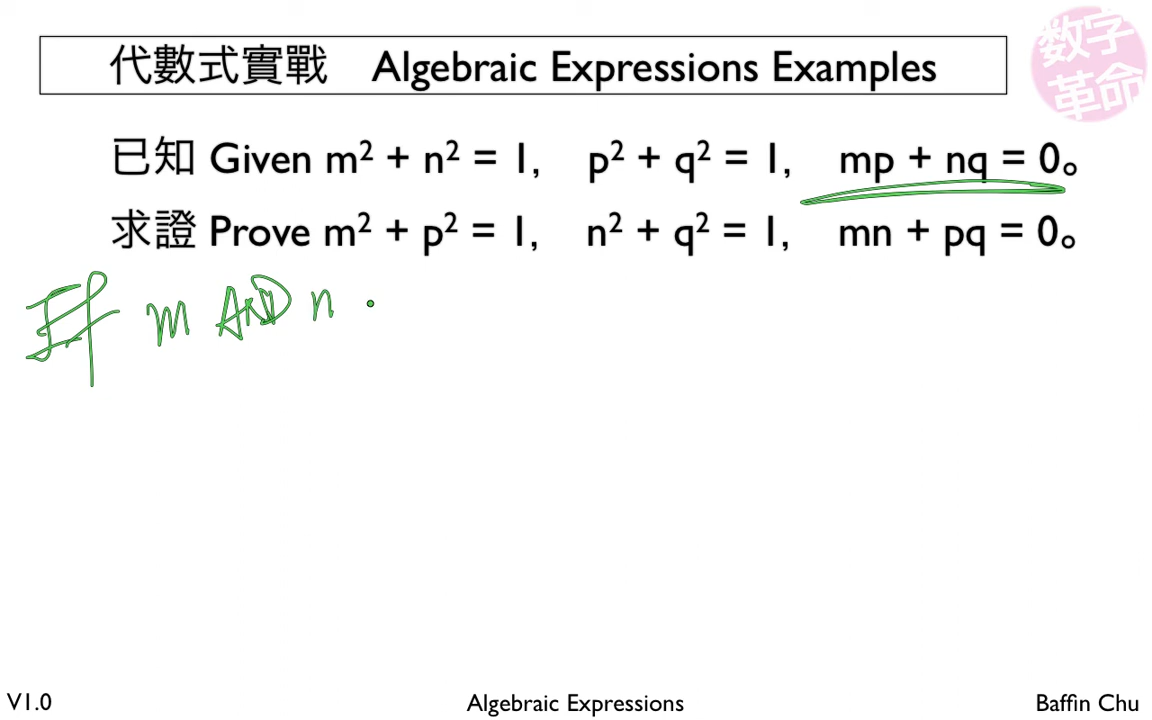 代數式實戰 Algebraic Expressions Examples
数字
革命
已知 Given m² + n² = 1, p² + q² = 1, mp + nq = 0。
求證 Prove m² + p² = 1, n² + q² = 1, mn + pq = 0。
If m AND n
V1.0 Algebraic Expressions Baffin Chu